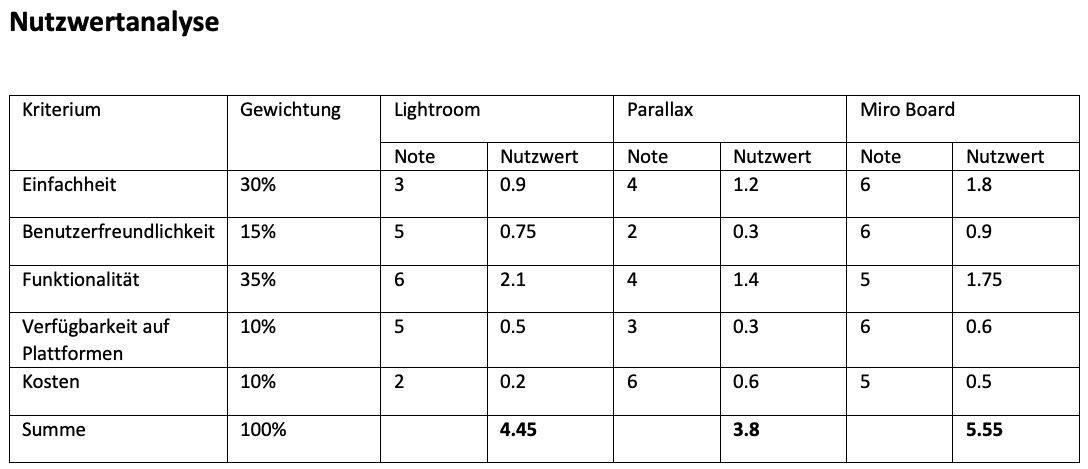 Nutzwertanalyse
Kriterium Gewichtung Lightroom Parallax Miro Board
Note Nutzwert Note Nutzwert Note Nutzwert
Einfachheit 30% 3 0.9 4 1.2 6 1.8
Benutzerfreundlichkeit 15% 5 0.75 2 0.3 6 0.9
Funktionalität 35% 6 2.1 4 1.4 5 1.75
Verfügbarkeit auf 10% 5 0.5 3 0.3 6 0.6
Plattformen
Kosten 10% 2 0.2 6 0.6 5 0.5
Summe 100% 4.45 3.8 5.55